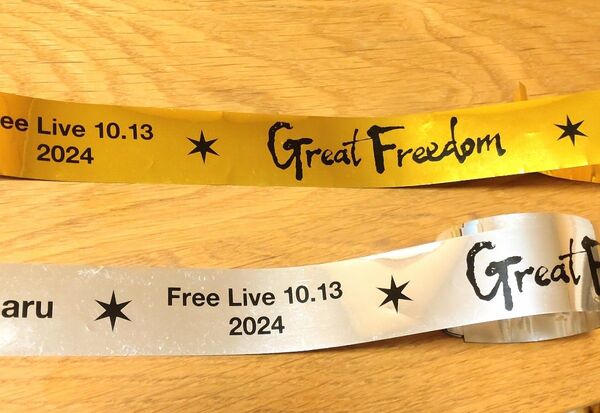 ee Live 10.13
2024
Great Freedom
aru
Free Live 10.13
2024
Great F